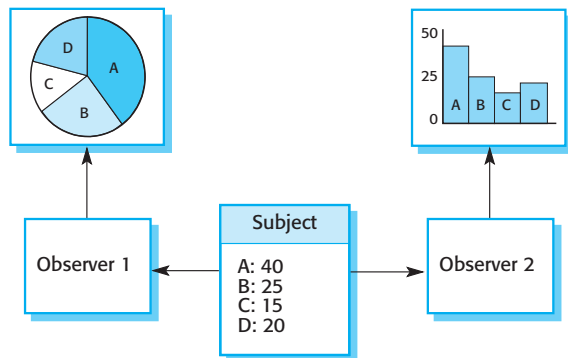 D
A
C
B
50
25
0
A B C D
Observer 1
Subject
A: 40
B: 25
C: 15
D: 20
Observer 2